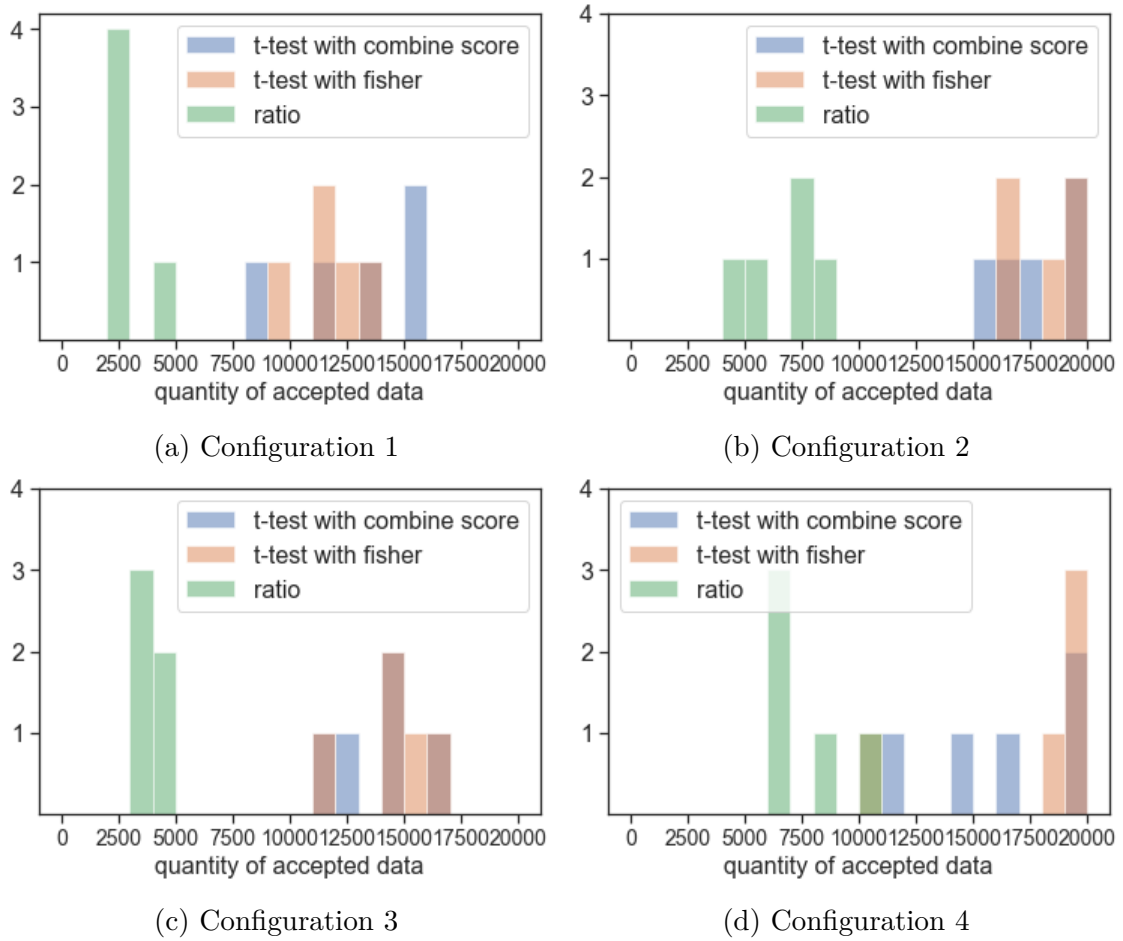 4
3
2
1
t-test with combine score
t-test with fisher
ratio
0 2500 5000 7500 10000 12500 15000 17500 20000
quantity of accepted data
(a) Configuration 1
4
3
2
1
t-test with combine score
t-test with fisher
ratio
0 2500 5000 7500 10000 12500 15000 17500 20000
quantity of accepted data
(b) Configuration 2
4
3
2
1
t-test with combine score
t-test with fisher
ratio
0 2500 5000 7500 10000 12500 15000 17500 20000
quantity of accepted data
(c) Configuration 3
4
3
2
1
t-test with combine score
t-test with fisher
ratio
0 2500 5000 7500 10000 12500 15000 17500 20000
quantity of accepted data
(d) Configuration 4